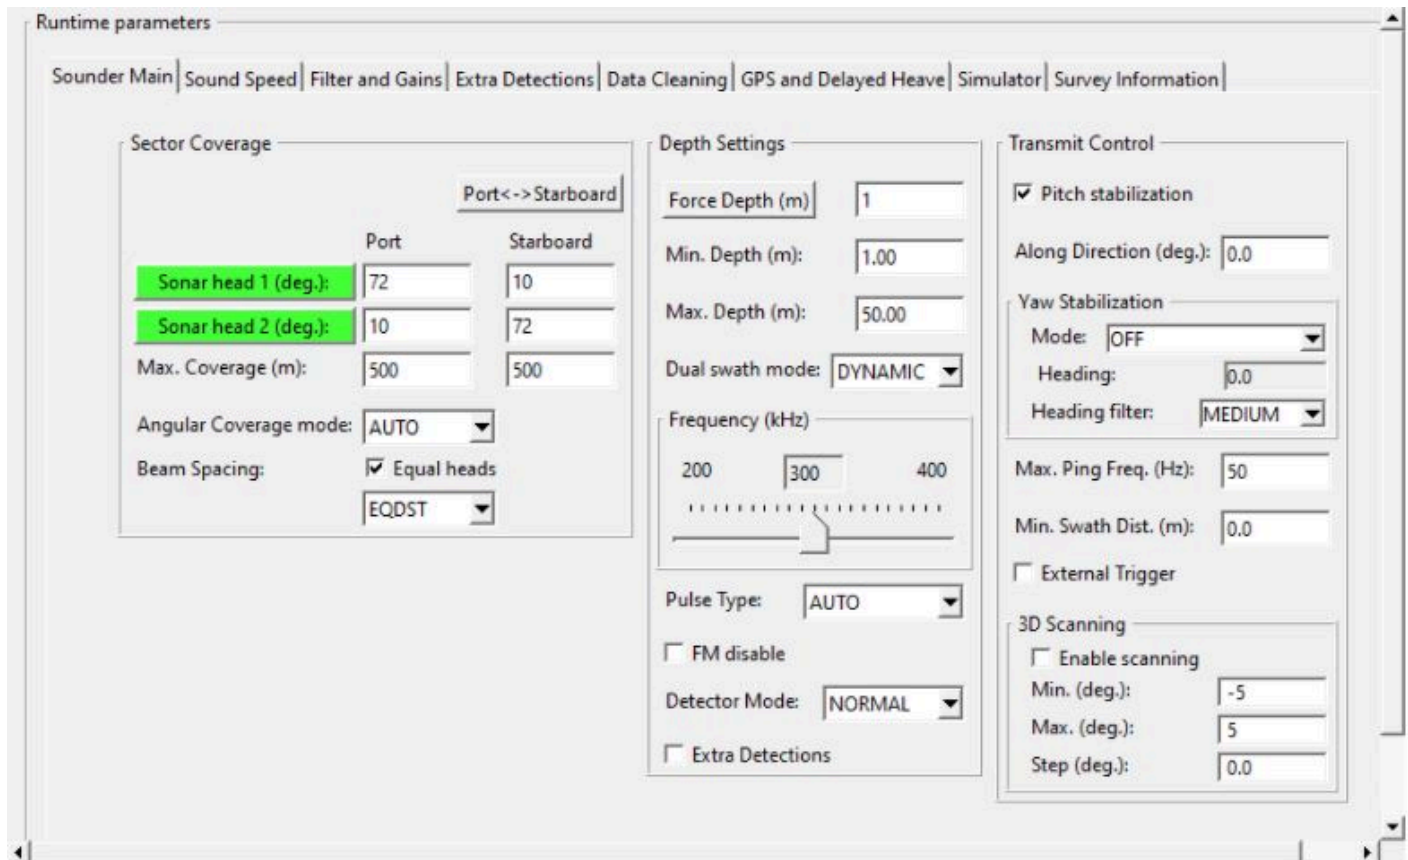 Runtime parameters
Sounder Main Sound Speed Filter and Gains Extra Detections Data Cleaning GPS and Delayed Heave Simulator Survey Information
Sector Coverage
Port<->Starboard
Port Starboard
Sonar head 1 (deg.): 72 10
Sonar head 2 (deg.): 10 72
Max. Coverage (m): 500 500
Angular Coverage mode: AUTO
Beam Spacing: Equal heads
EQDST
Depth Settings
Force Depth (m) 1
Min. Depth (m): 1.00
Max. Depth (m): 50.00
Dual swath mode: DYNAMIC
Frequency (kHz)
200 300 400
Pulse Type: AUTO
FM disable
Detector Mode: NORMAL
Extra Detections
Transmit Control
Pitch stabilization
Along Direction (deg.): 0.0
Yaw Stabilization
Mode: OFF
Heading: 0.0
Heading filter: MEDIUM
Max. Ping Freq. (Hz): 50
Min. Swath Dist. (m): 0.0
External Trigger
3D Scanning
Enable scanning
Min. (deg.): -5
Max. (deg.): 5
Step (deg.): 0.0